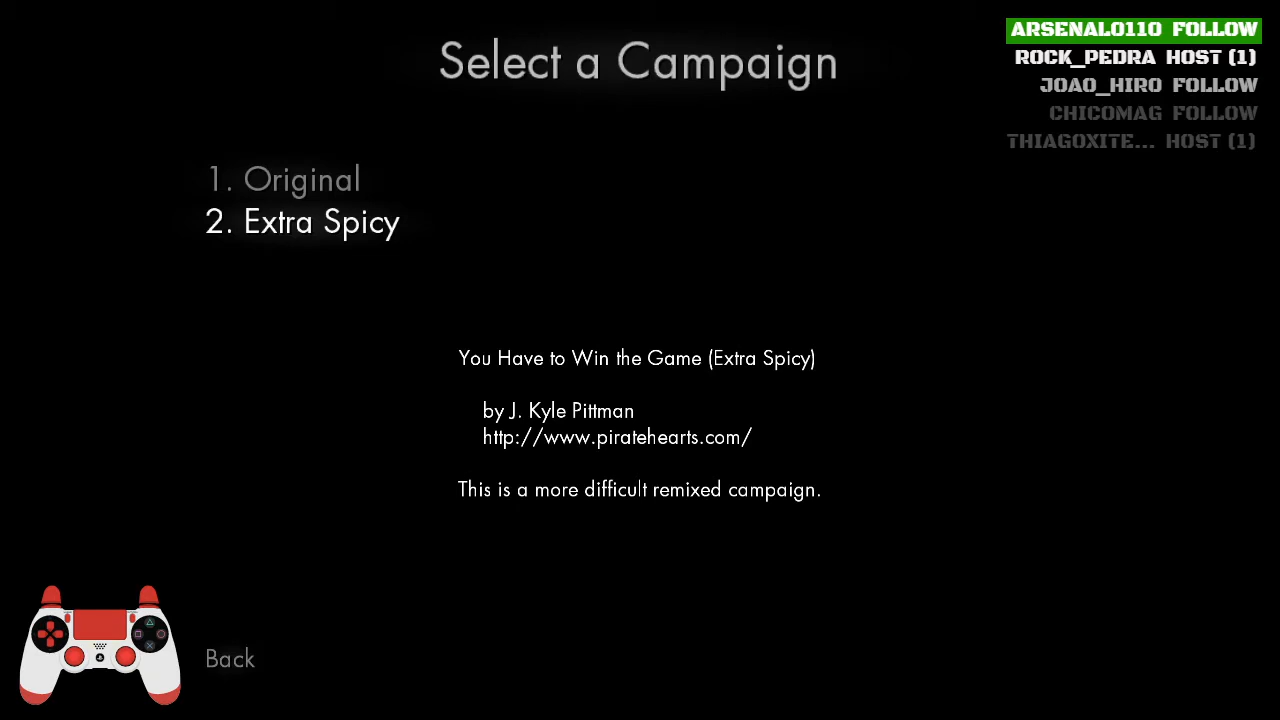 Select a Campaign
ARSENAL0110 FOLLOW
ROCK_PEDRA HOST (1)
JOAO_HIRO FOLLOW
CHICOMAG FOLLOW
THIAGOXITE... HOST (1)
1. Original
2. Extra Spicy
You Have to Win the Game (Extra Spicy)
by J. Kyle Pittman
http://www.piratehearts.com/
This is a more difficult remixed campaign.
Back